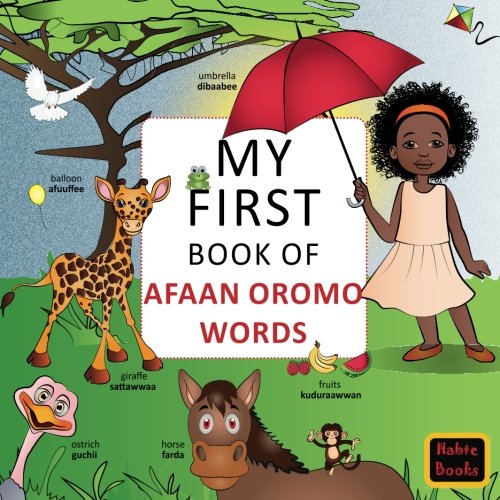 umbrella
dibaabee
balloon
afuuffee
MY
FIRST
BOOK OF
AFAAN OROMO
WORDS
giraffe
sattawwaa
fruits
kuduraawwan
ostrich
guchii
horse
farda
Habte
Books